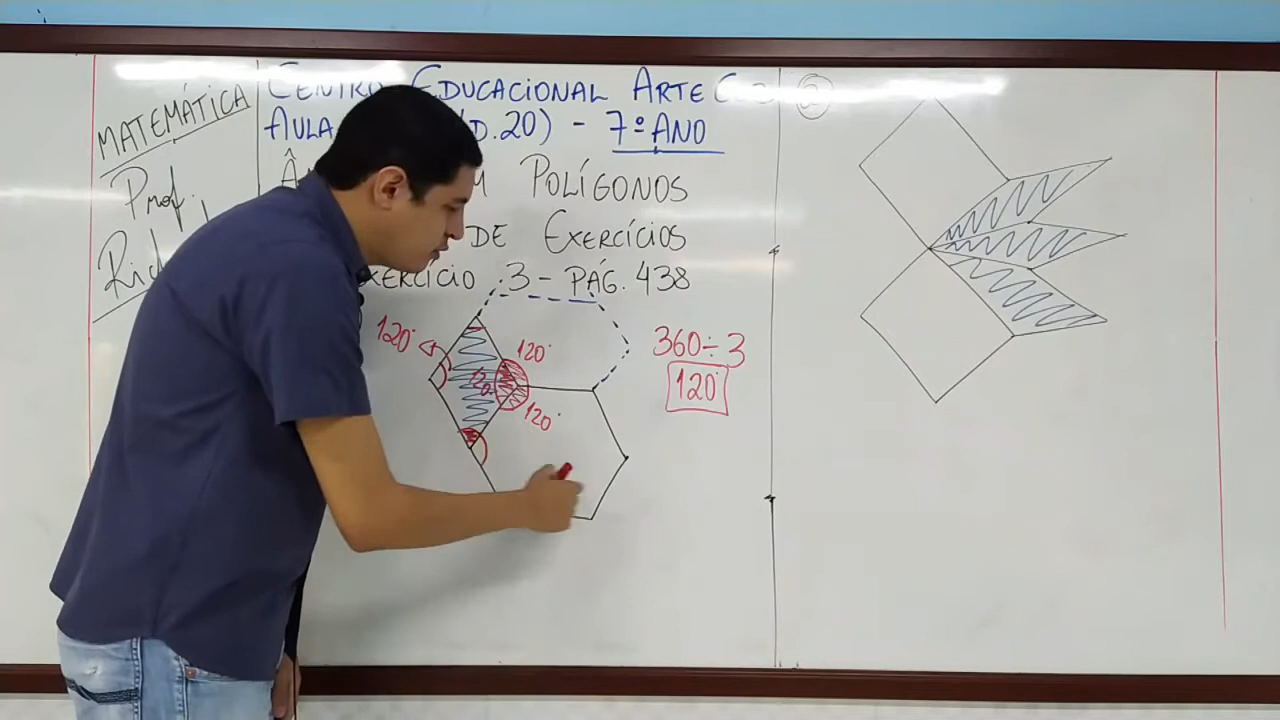 MATEMÁTICA
Prof.
CENTRO EDUCACIONAL ARTE
AULA D.20) - 7º ANO
POLÍGONOS
DE EXERCÍCIOS
EXERCÍCIO 3 - PÁG. 438
120°
120°
120°
120°
360÷3
120°